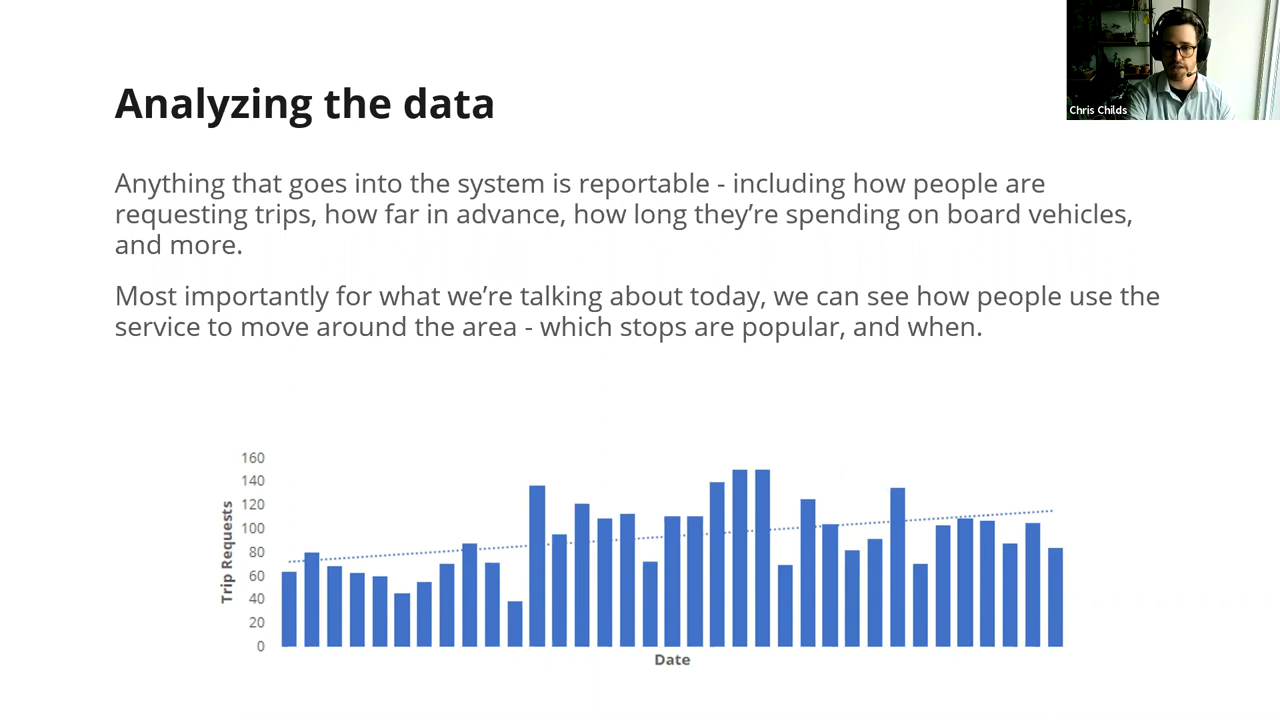 Analyzing the data
Chris Childs
Anything that goes into the system is reportable - including how people are
requesting trips, how far in advance, how long they’re spending on board vehicles,
and more.
Most importantly for what we’re talking about today, we can see how people use the
service to move around the area - which stops are popular, and when.
160
140
120
100
80
60
40
20
0
Trip Requests
Date